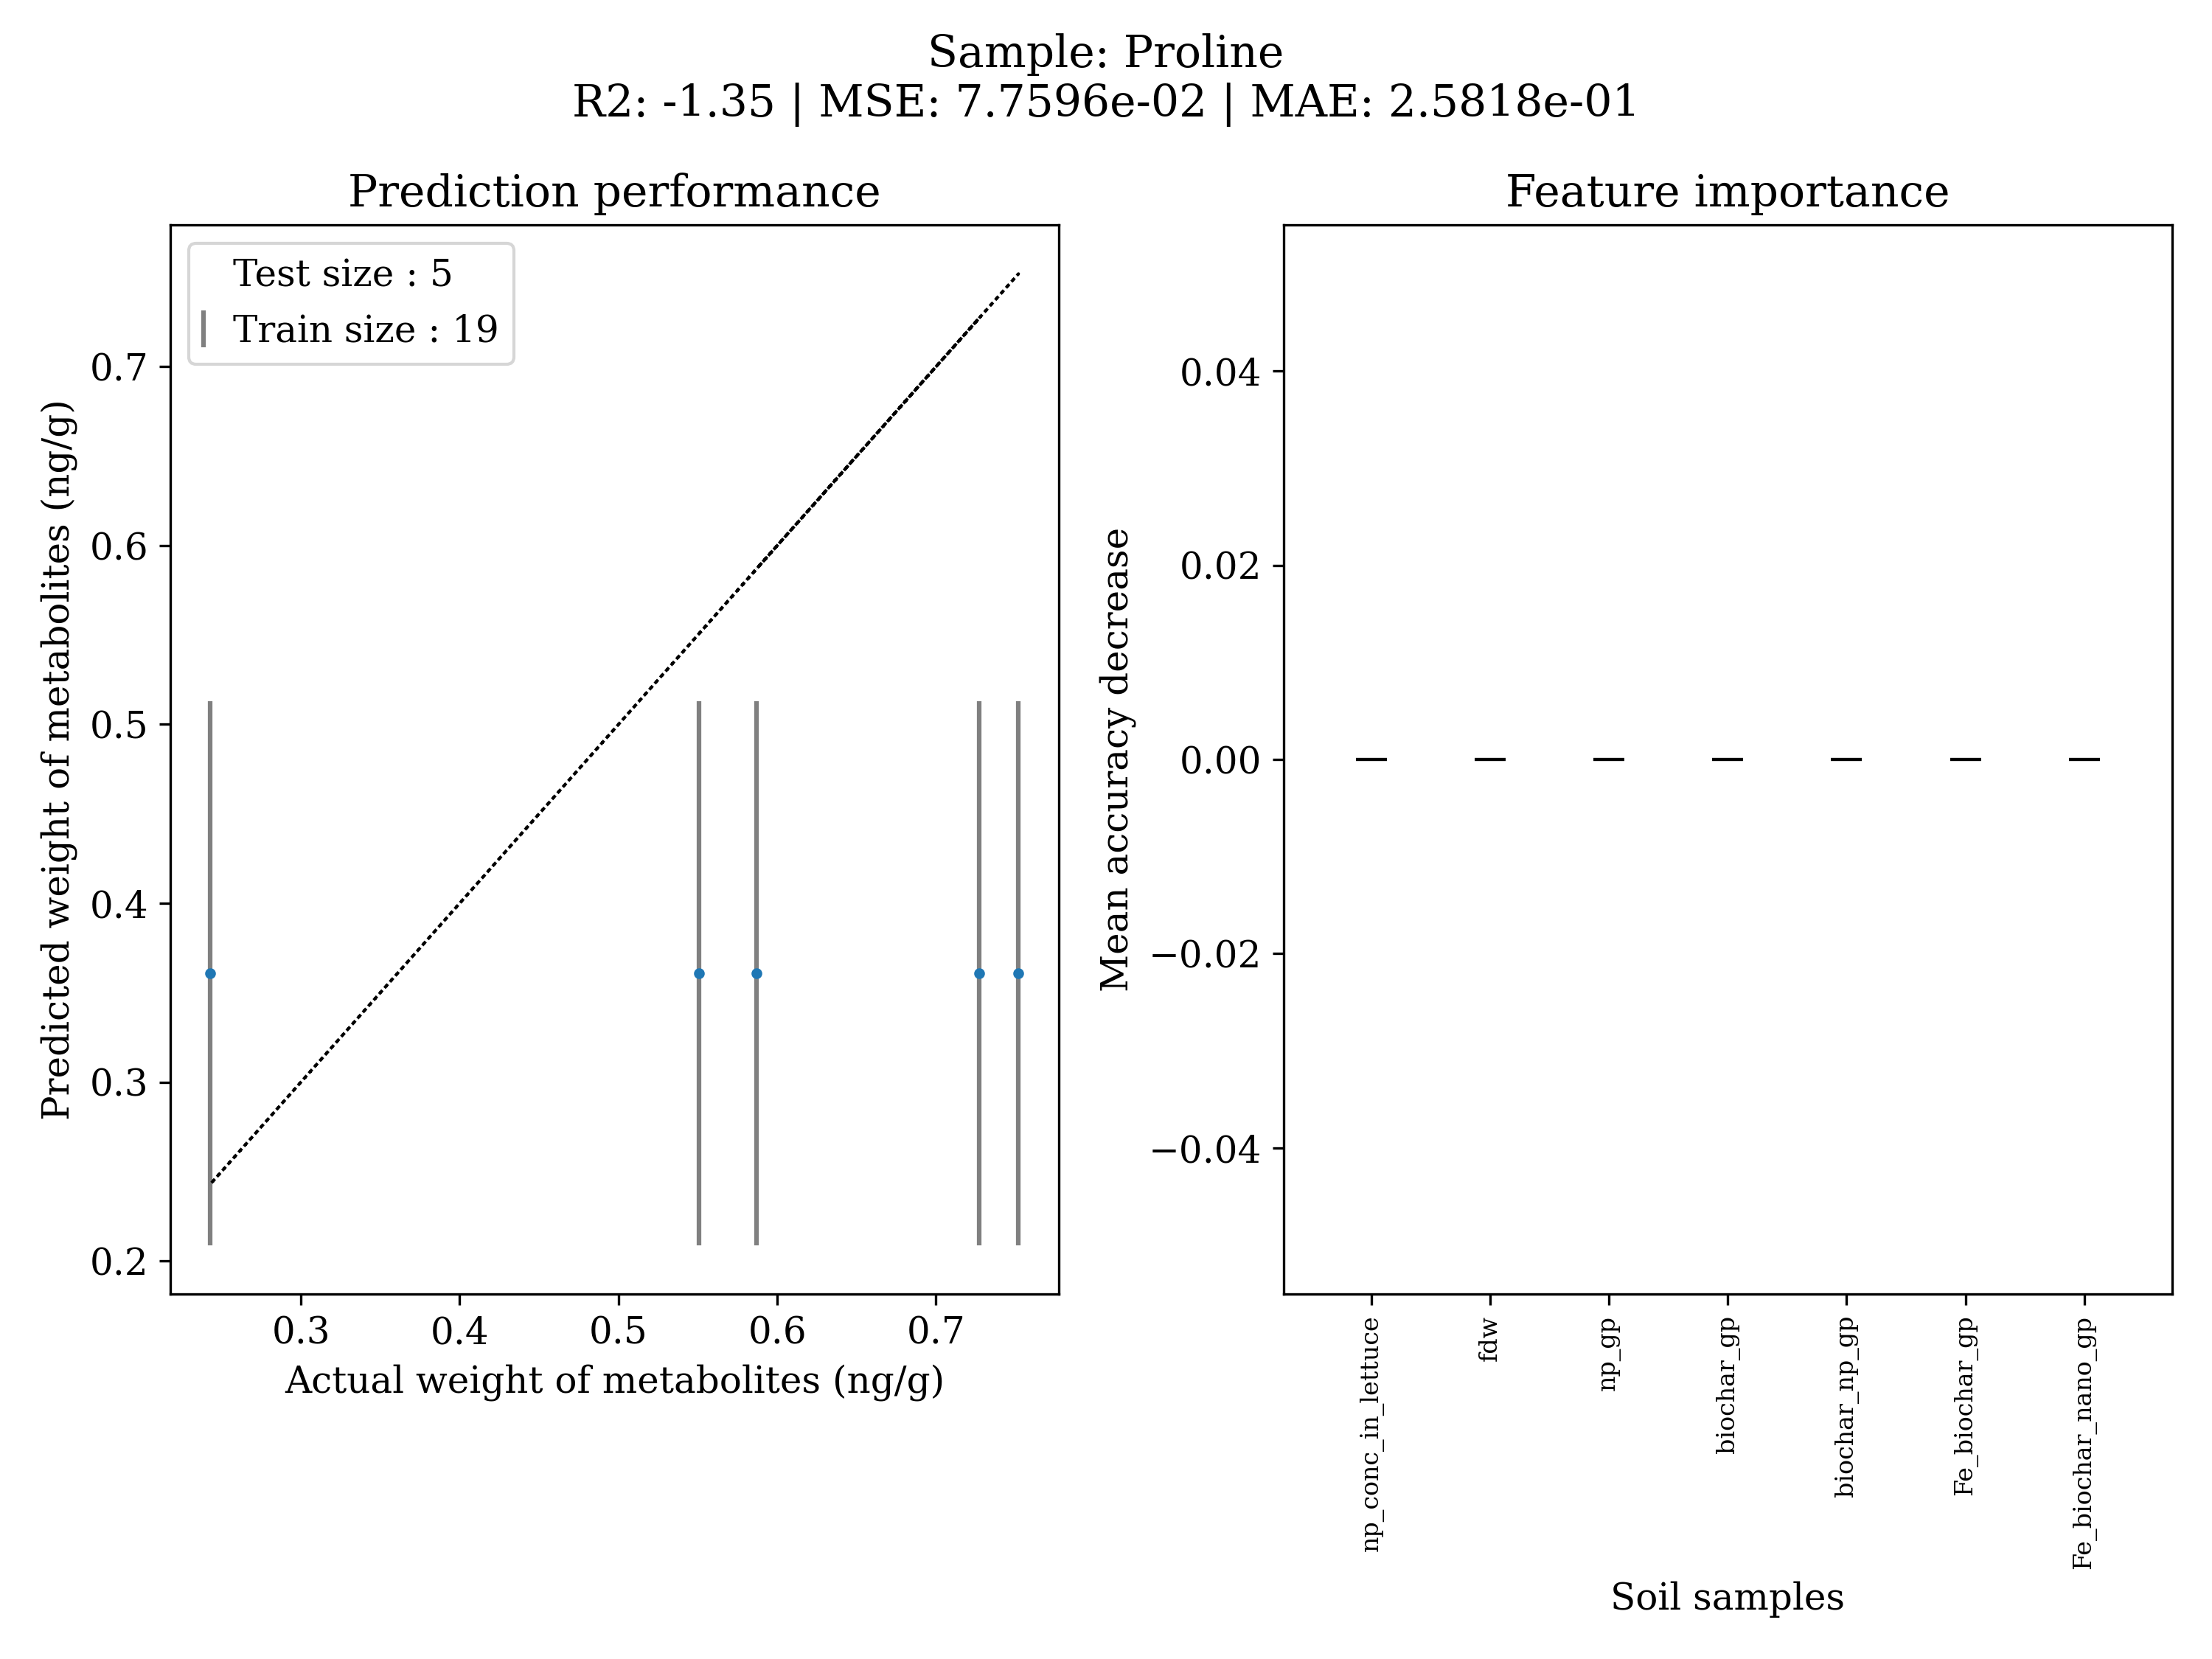 Sample: Proline
R2: -1.35 | MSE: 7.7596e-02 | MAE: 2.5818e-01
Prediction performance
Test size : 5
Train size : 19
Predicted weight of metabolites (ng/g)
0.7
0.6
0.5
0.4
0.3
0.2
0.3 0.4 0.5 0.6 0.7
Actual weight of metabolites (ng/g)
Feature importance
Mean accuracy decrease
0.04
0.02
0.00
−0.02
−0.04
np_conc_in_lettuce
fdw
np_gp
biochar_gp
biochar_np_gp
Fe_biochar_gp
Fe_biochar_nano_gp
Soil samples